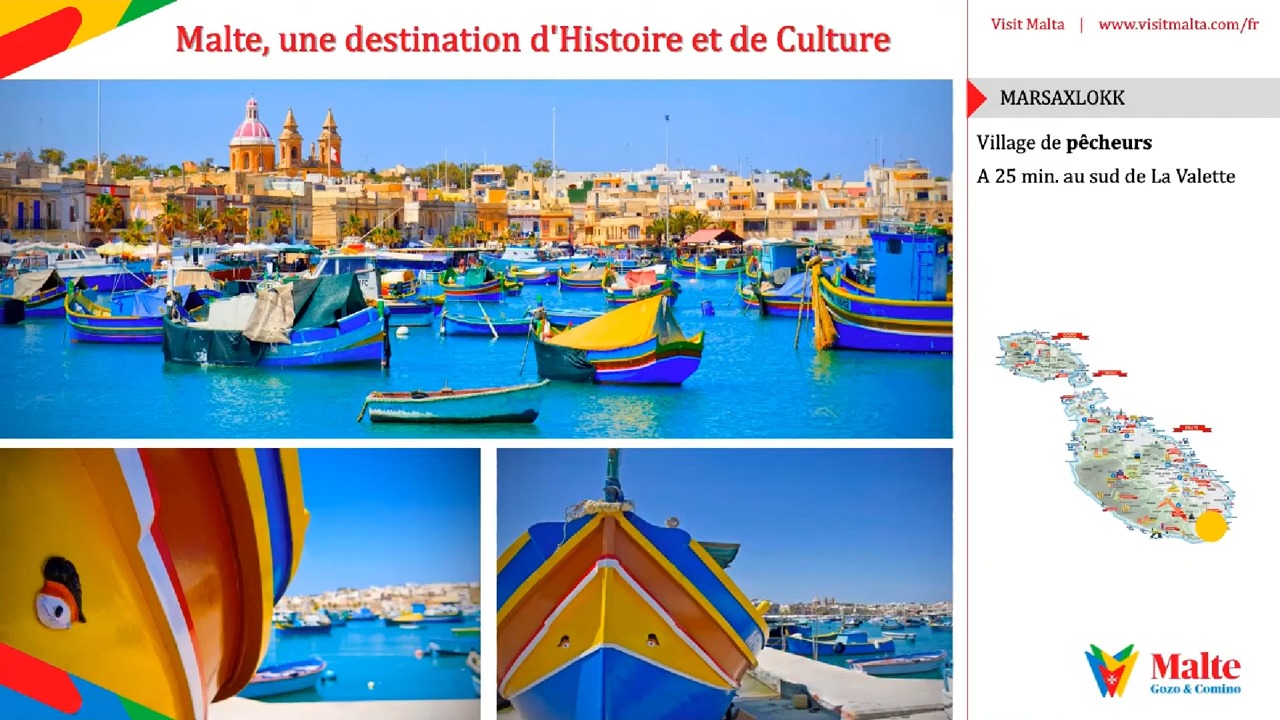 Malte, une destination d'Histoire et de Culture
Visit Malta | www.visitmalta.com/fr
MARSAXLOKK
Village de pêcheurs
A 25 min. au sud de La Valette
Malte
Gozo & Comino